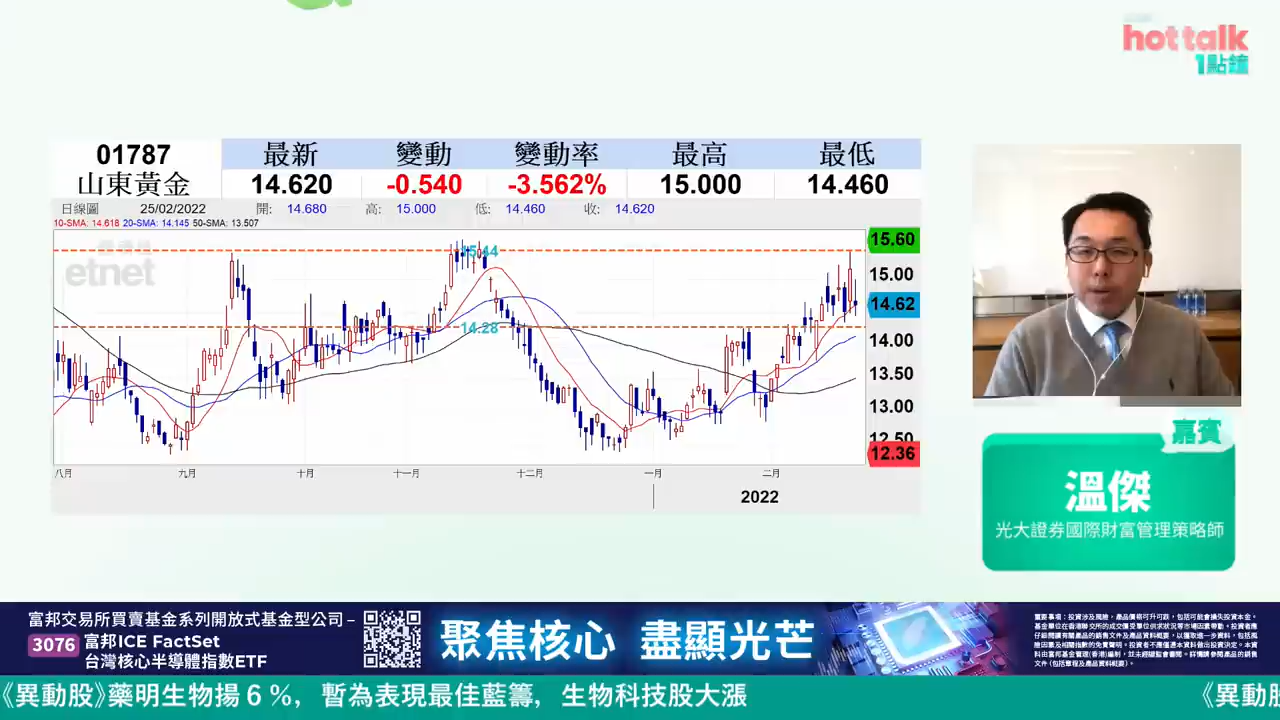 hot talk
1點鐘
01787
山東黃金
最新 變動 變動率 最高 最低
14.620 -0.540 -3.562% 15.000 14.460
日線圖 25/02/2022 開: 14.680 高: 15.000 低: 14.460 收: 14.620
10-SMA: 14.618 20-SMA: 14.145 50-SMA: 13.507
etnet
15.44
14.28
15.60
15.00
14.62
14.00
13.50
13.00
12.50
12.36
八月 九月 十月 十一月 十二月 一月 二月
2022
嘉賓
溫傑
光大證券國際財富管理策略師
富邦交易所買賣基金系列開放式基金型公司 –
3076 富邦ICE FactSet
台灣核心半導體指數ETF
聚焦核心 盡顯光芒
《異動股》藥明生物揚 6 %, 暫為表現最佳藍籌, 生物科技股大漲
《異動股